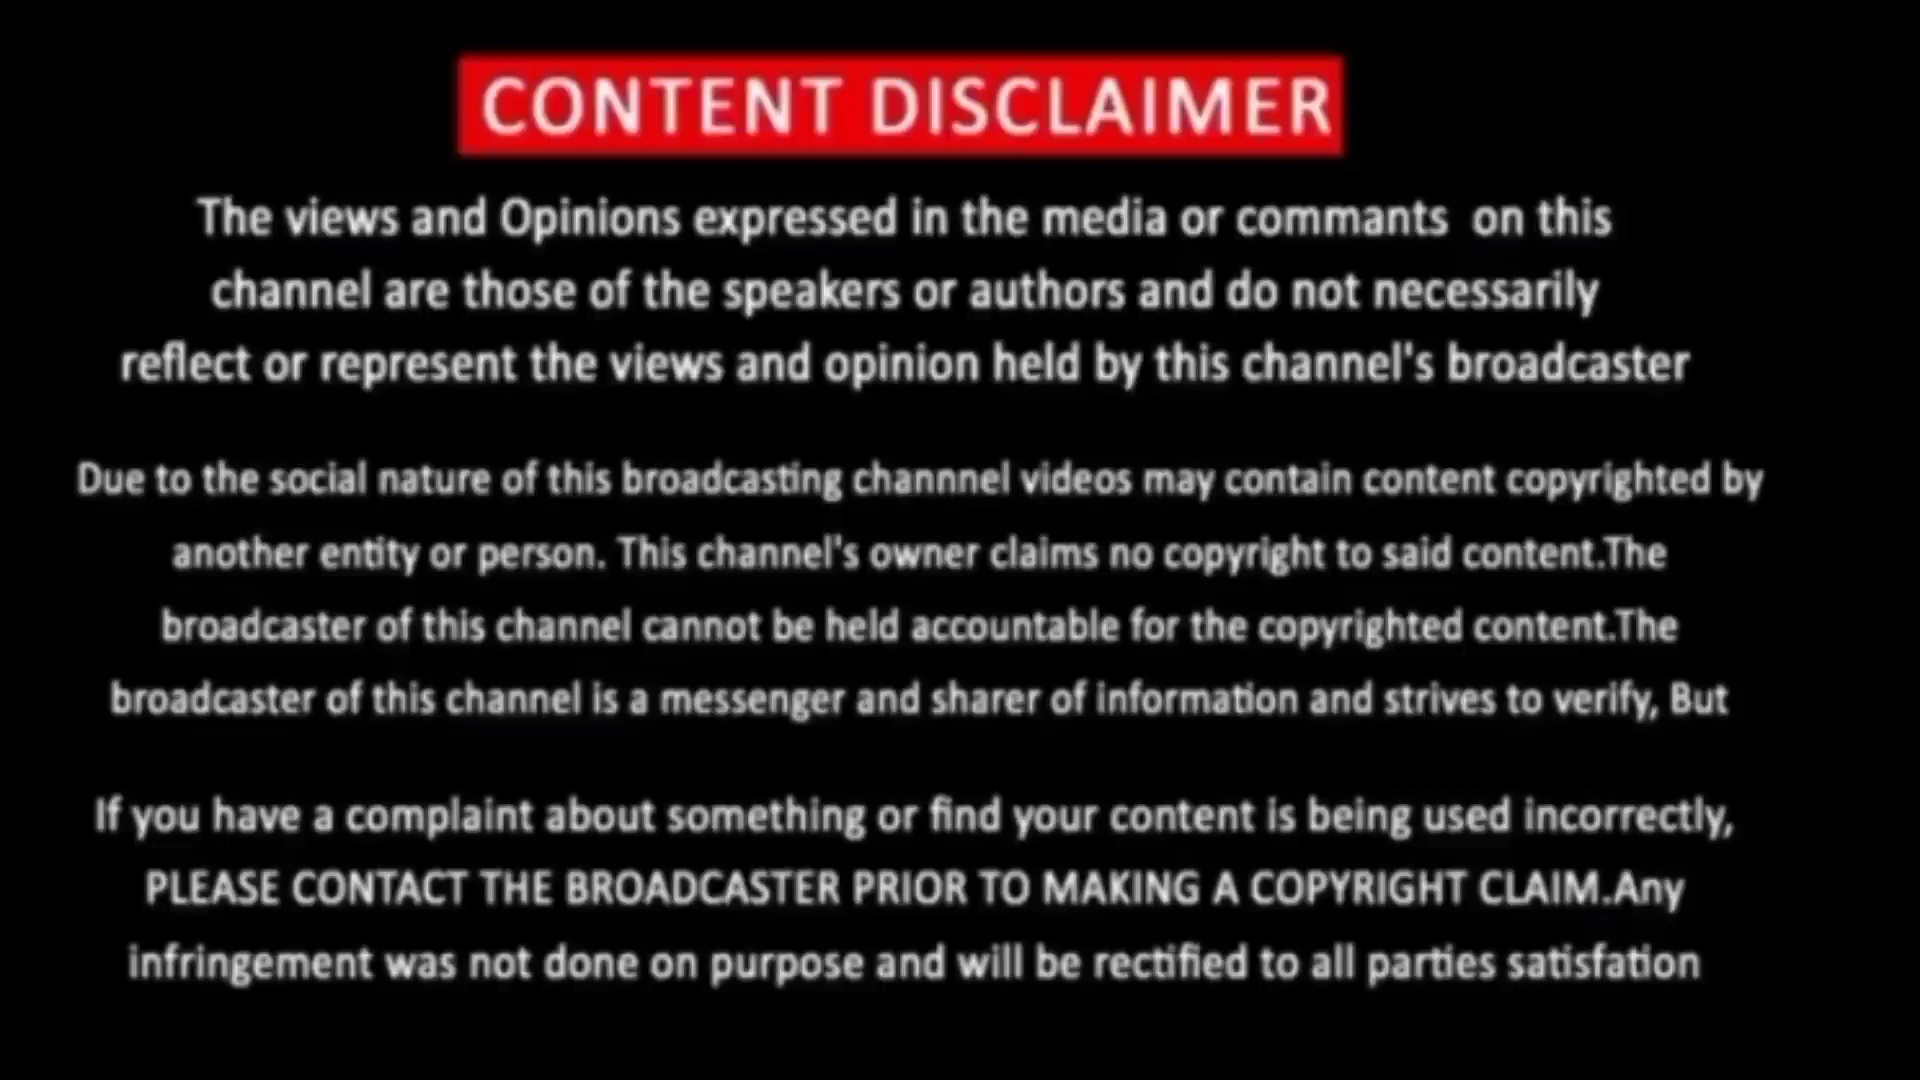 CONTENT DISCLAIMER
The views and Opinions expressed in the media or commants on this
channel are those of the speakers or authors and do not necessarily
reflect or represent the views and opinion held by this channel's broadcaster
Due to the social nature of this broadcasting channnel videos may contain content copyrighted by
another entity or person. This channel's owner claims no copyright to said content.The
broadcaster of this channel cannot be held accountable for the copyrighted content.The
broadcaster of this channel is a messenger and sharer of information and strives to verify, But
If you have a complaint about something or find your content is being used incorrectly,
PLEASE CONTACT THE BROADCASTER PRIOR TO MAKING A COPYRIGHT CLAIM.Any
infringement was not done on purpose and will be rectified to all parties satisfation